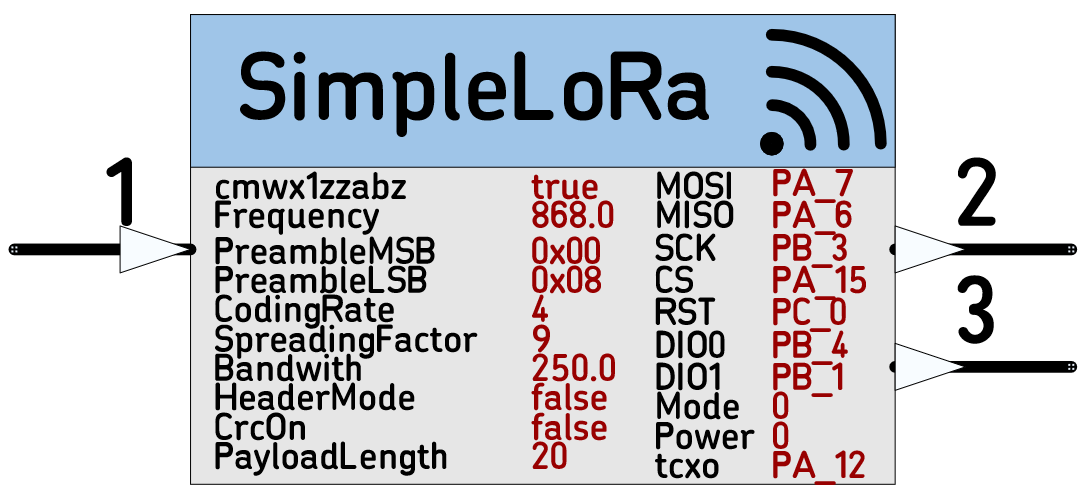 SimpleLoRa
1
2
3
cmwx1zzabz true MOSI PA_7
Frequency 868.0 MISO PA_6
PreambleMSB 0x00 SCK PB_3
PreambleLSB 0x08 CS PA_15
CodingRate 4 RST PC_0
SpreadingFactor 9 DIO0 PB_4
Bandwith 250.0 DIO1 PB_1
HeaderMode false Mode 0
CrcOn false Power 0
PayloadLength 20 tcxo PA_12